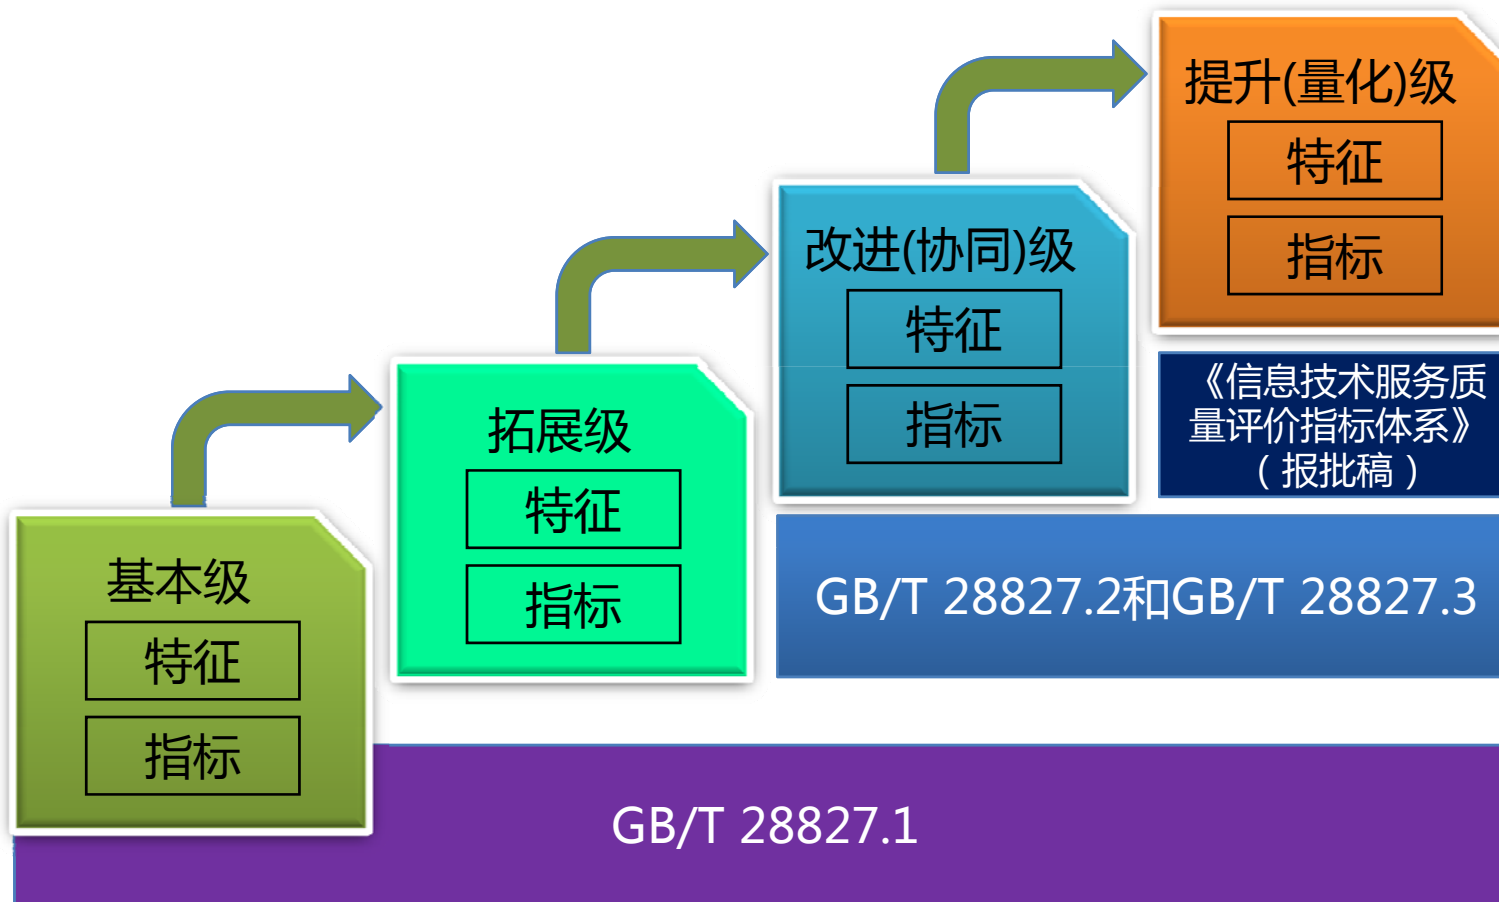 提升(量化)级
特征
指标
改进(协同)级
特征
指标
《信息技术服务质
量评价指标体系》
（报批稿）
拓展级
特征
指标
GB/T 28827.2和GB/T 28827.3
基本级
特征
指标
GB/T 28827.1